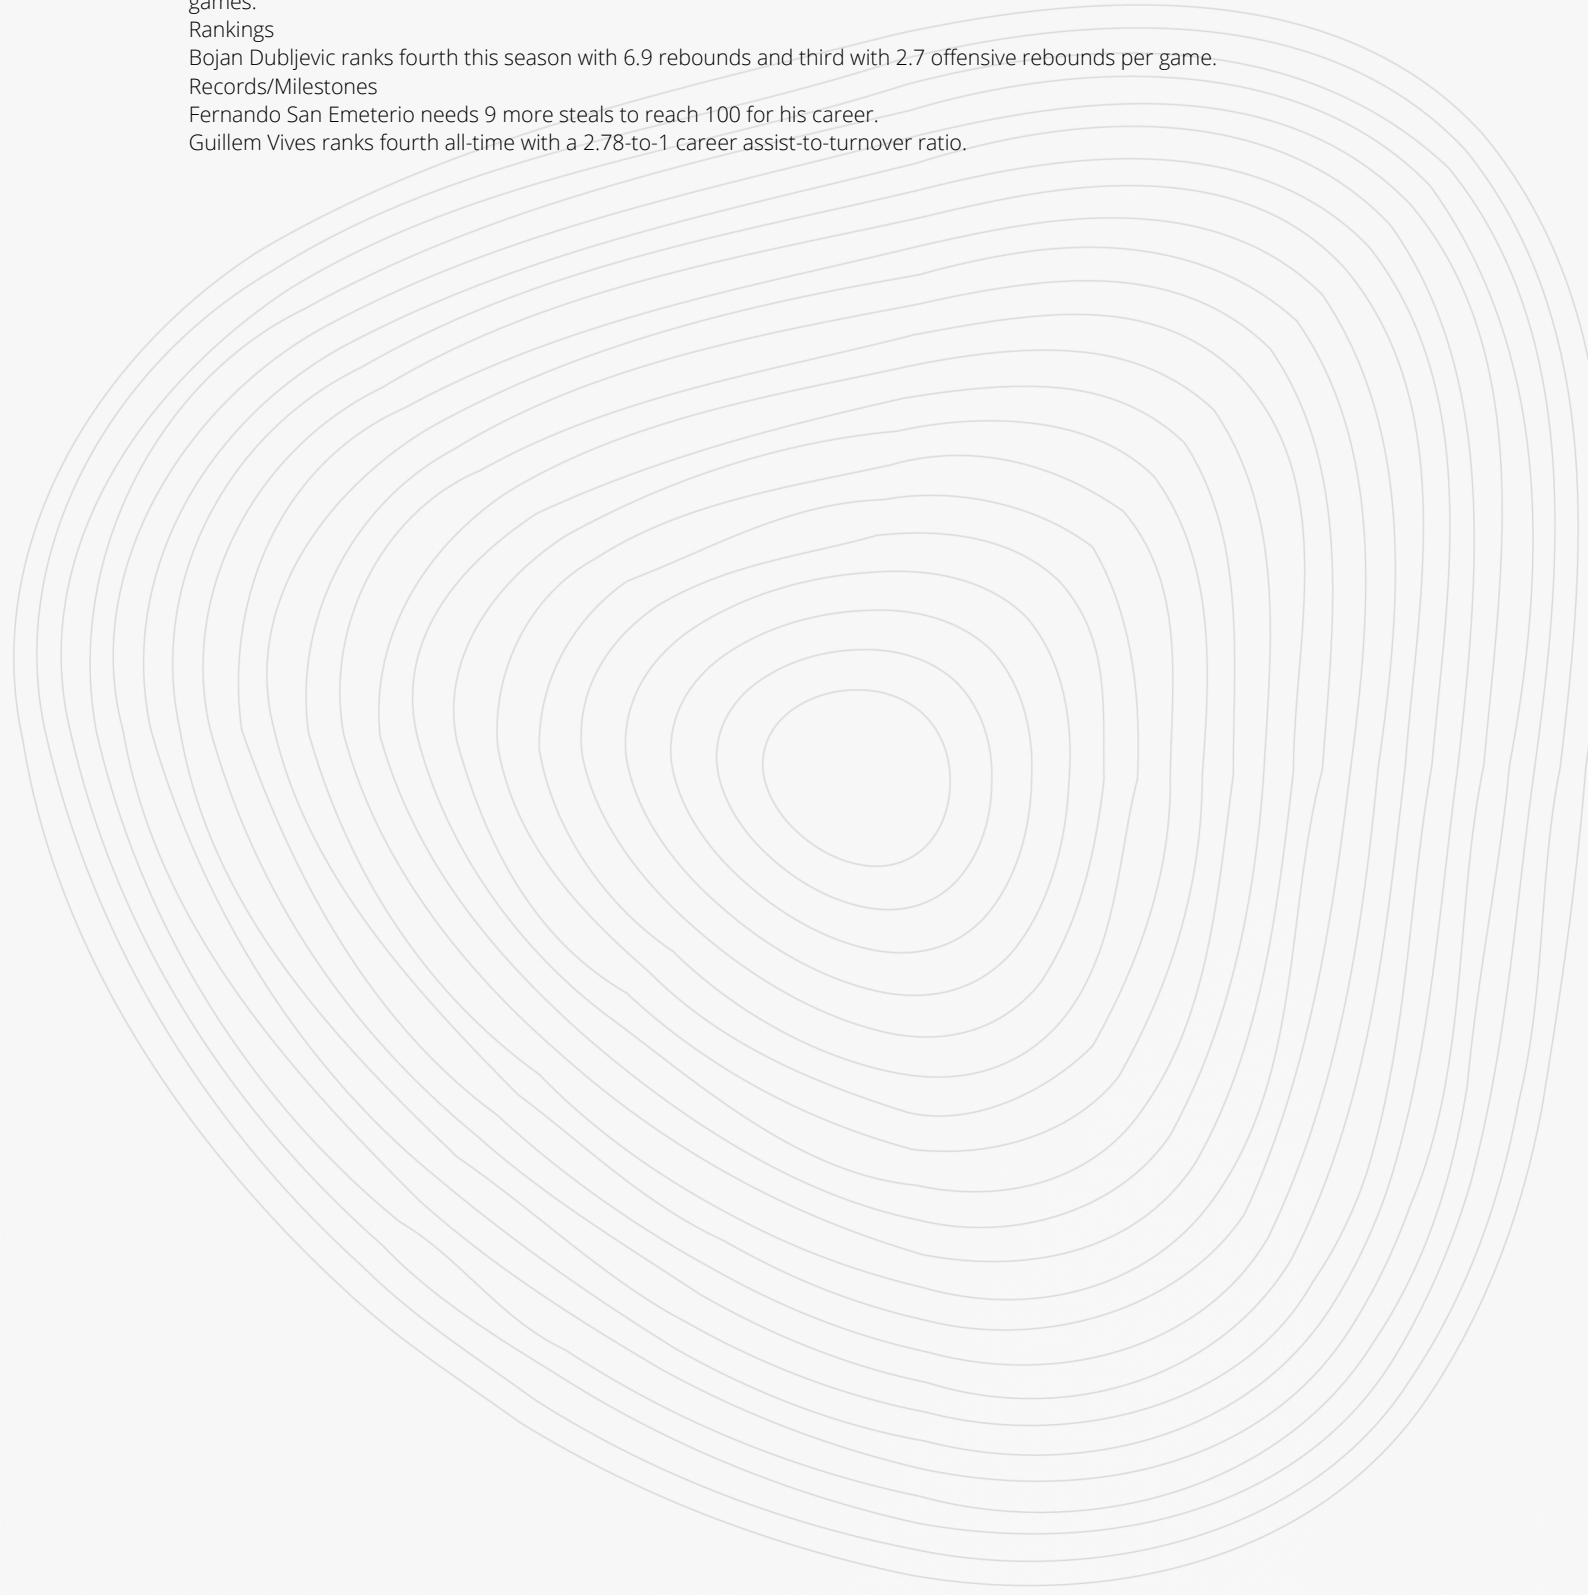 games.
Rankings
Bojan Dubljevic ranks fourth this season with 6.9 rebounds and third with 2.7 offensive rebounds per game.
Records/Milestones
Fernando San Emeterio needs 9 more steals to reach 100 for his career.
Guillem Vives ranks fourth all-time with a 2.78-to-1 career assist-to-turnover ratio.